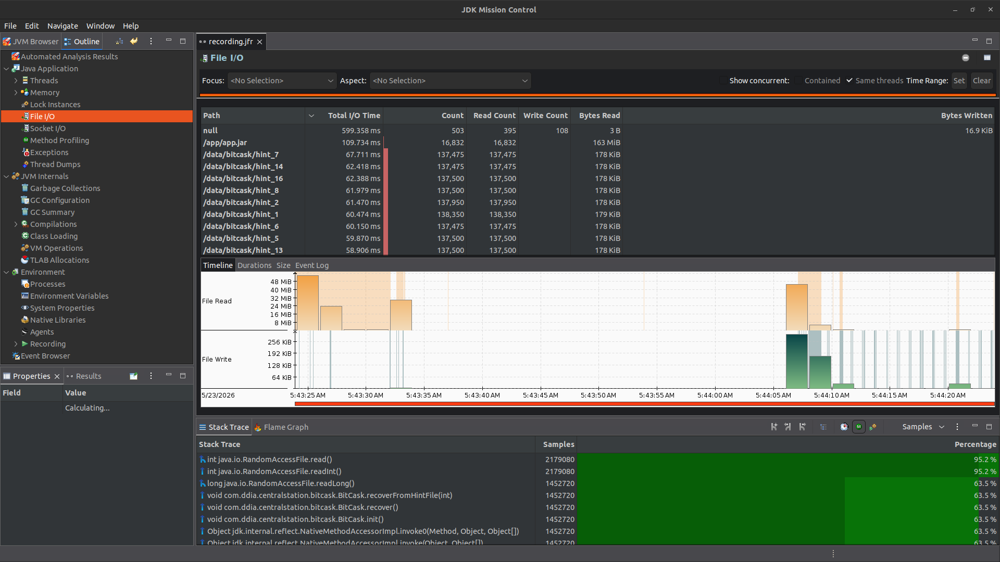 JDK Mission Control
File Edit Navigate Window Help
JVM Browser Outline
Automated Analysis Results
Java Application
Threads
Memory
Lock Instances
File I/O
Socket I/O
Method Profiling
Exceptions
Thread Dumps
JVM Internals
Garbage Collections
GC Configuration
GC Summary
Compilations
Class Loading
VM Operations
TLAB Allocations
Environment
Processes
Environment Variables
System Properties
Native Libraries
Agents
Recording
Event Browser
Properties Results
Field Value
Calculating...
recording.jfr
File I/O
Focus: <No Selection> Aspect: <No Selection> Show concurrent: Contained Same threads Time Range: Set Clear
Path Total I/O Time Count Read Count Write Count Bytes Read Bytes Written
null 599.358 ms 503 395 108 3 B 16.9 KiB
/app/app.jar 109.734 ms 16,832 16,832 163 MiB
/data/bitcask/hint_7 67.711 ms 137,475 137,475 178 KiB
/data/bitcask/hint_14 62.418 ms 137,475 137,475 178 KiB
/data/bitcask/hint_16 62.388 ms 137,500 137,500 178 KiB
/data/bitcask/hint_8 61.979 ms 137,500 137,500 178 KiB
/data/bitcask/hint_2 61.470 ms 137,950 137,950 178 KiB
/data/bitcask/hint_1 60.474 ms 138,350 138,350 179 KiB
/data/bitcask/hint_6 60.150 ms 137,475 137,475 178 KiB
/data/bitcask/hint_5 59.870 ms 137,500 137,500 178 KiB
/data/bitcask/hint_13 58.906 ms 137,500 137,500 178 KiB
Timeline Durations Size Event Log
48 MiB
40 MiB
32 MiB
File Read
24 MiB
16 MiB
8 MiB
256 KiB
192 KiB
File Write
128 KiB
64 KiB
5/23/2026 5:43:25 AM 5:43:30 AM 5:43:35 AM 5:43:40 AM 5:43:45 AM 5:43:50 AM 5:43:55 AM 5:44:00 AM 5:44:05 AM 5:44:10 AM 5:44:15 AM 5:44:20 AM
Stack Trace Flame Graph Samples
Stack Trace Samples Percentage
int java.io.RandomAccessFile.read() 2179080 95.2 %
int java.io.RandomAccessFile.readInt() 2179080 95.2 %
long java.io.RandomAccessFile.readLong() 1452720 63.5 %
void com.ddia.centralstation.bitcask.BitCask.recoverFromHintFile(int) 1452720 63.5 %
void com.ddia.centralstation.bitcask.BitCask.recover() 1452720 63.5 %
void com.ddia.centralstation.bitcask.BitCask.init() 1452720 63.5 %
Object jdk.internal.reflect.NativeMethodAccessorImpl.invoke0(Method, Object, Object[]) 1452720 63.5 %
Object jdk.internal.reflect.NativeMethodAccessorImpl.invoke(Object, Object[]) 1452720 63.5 %